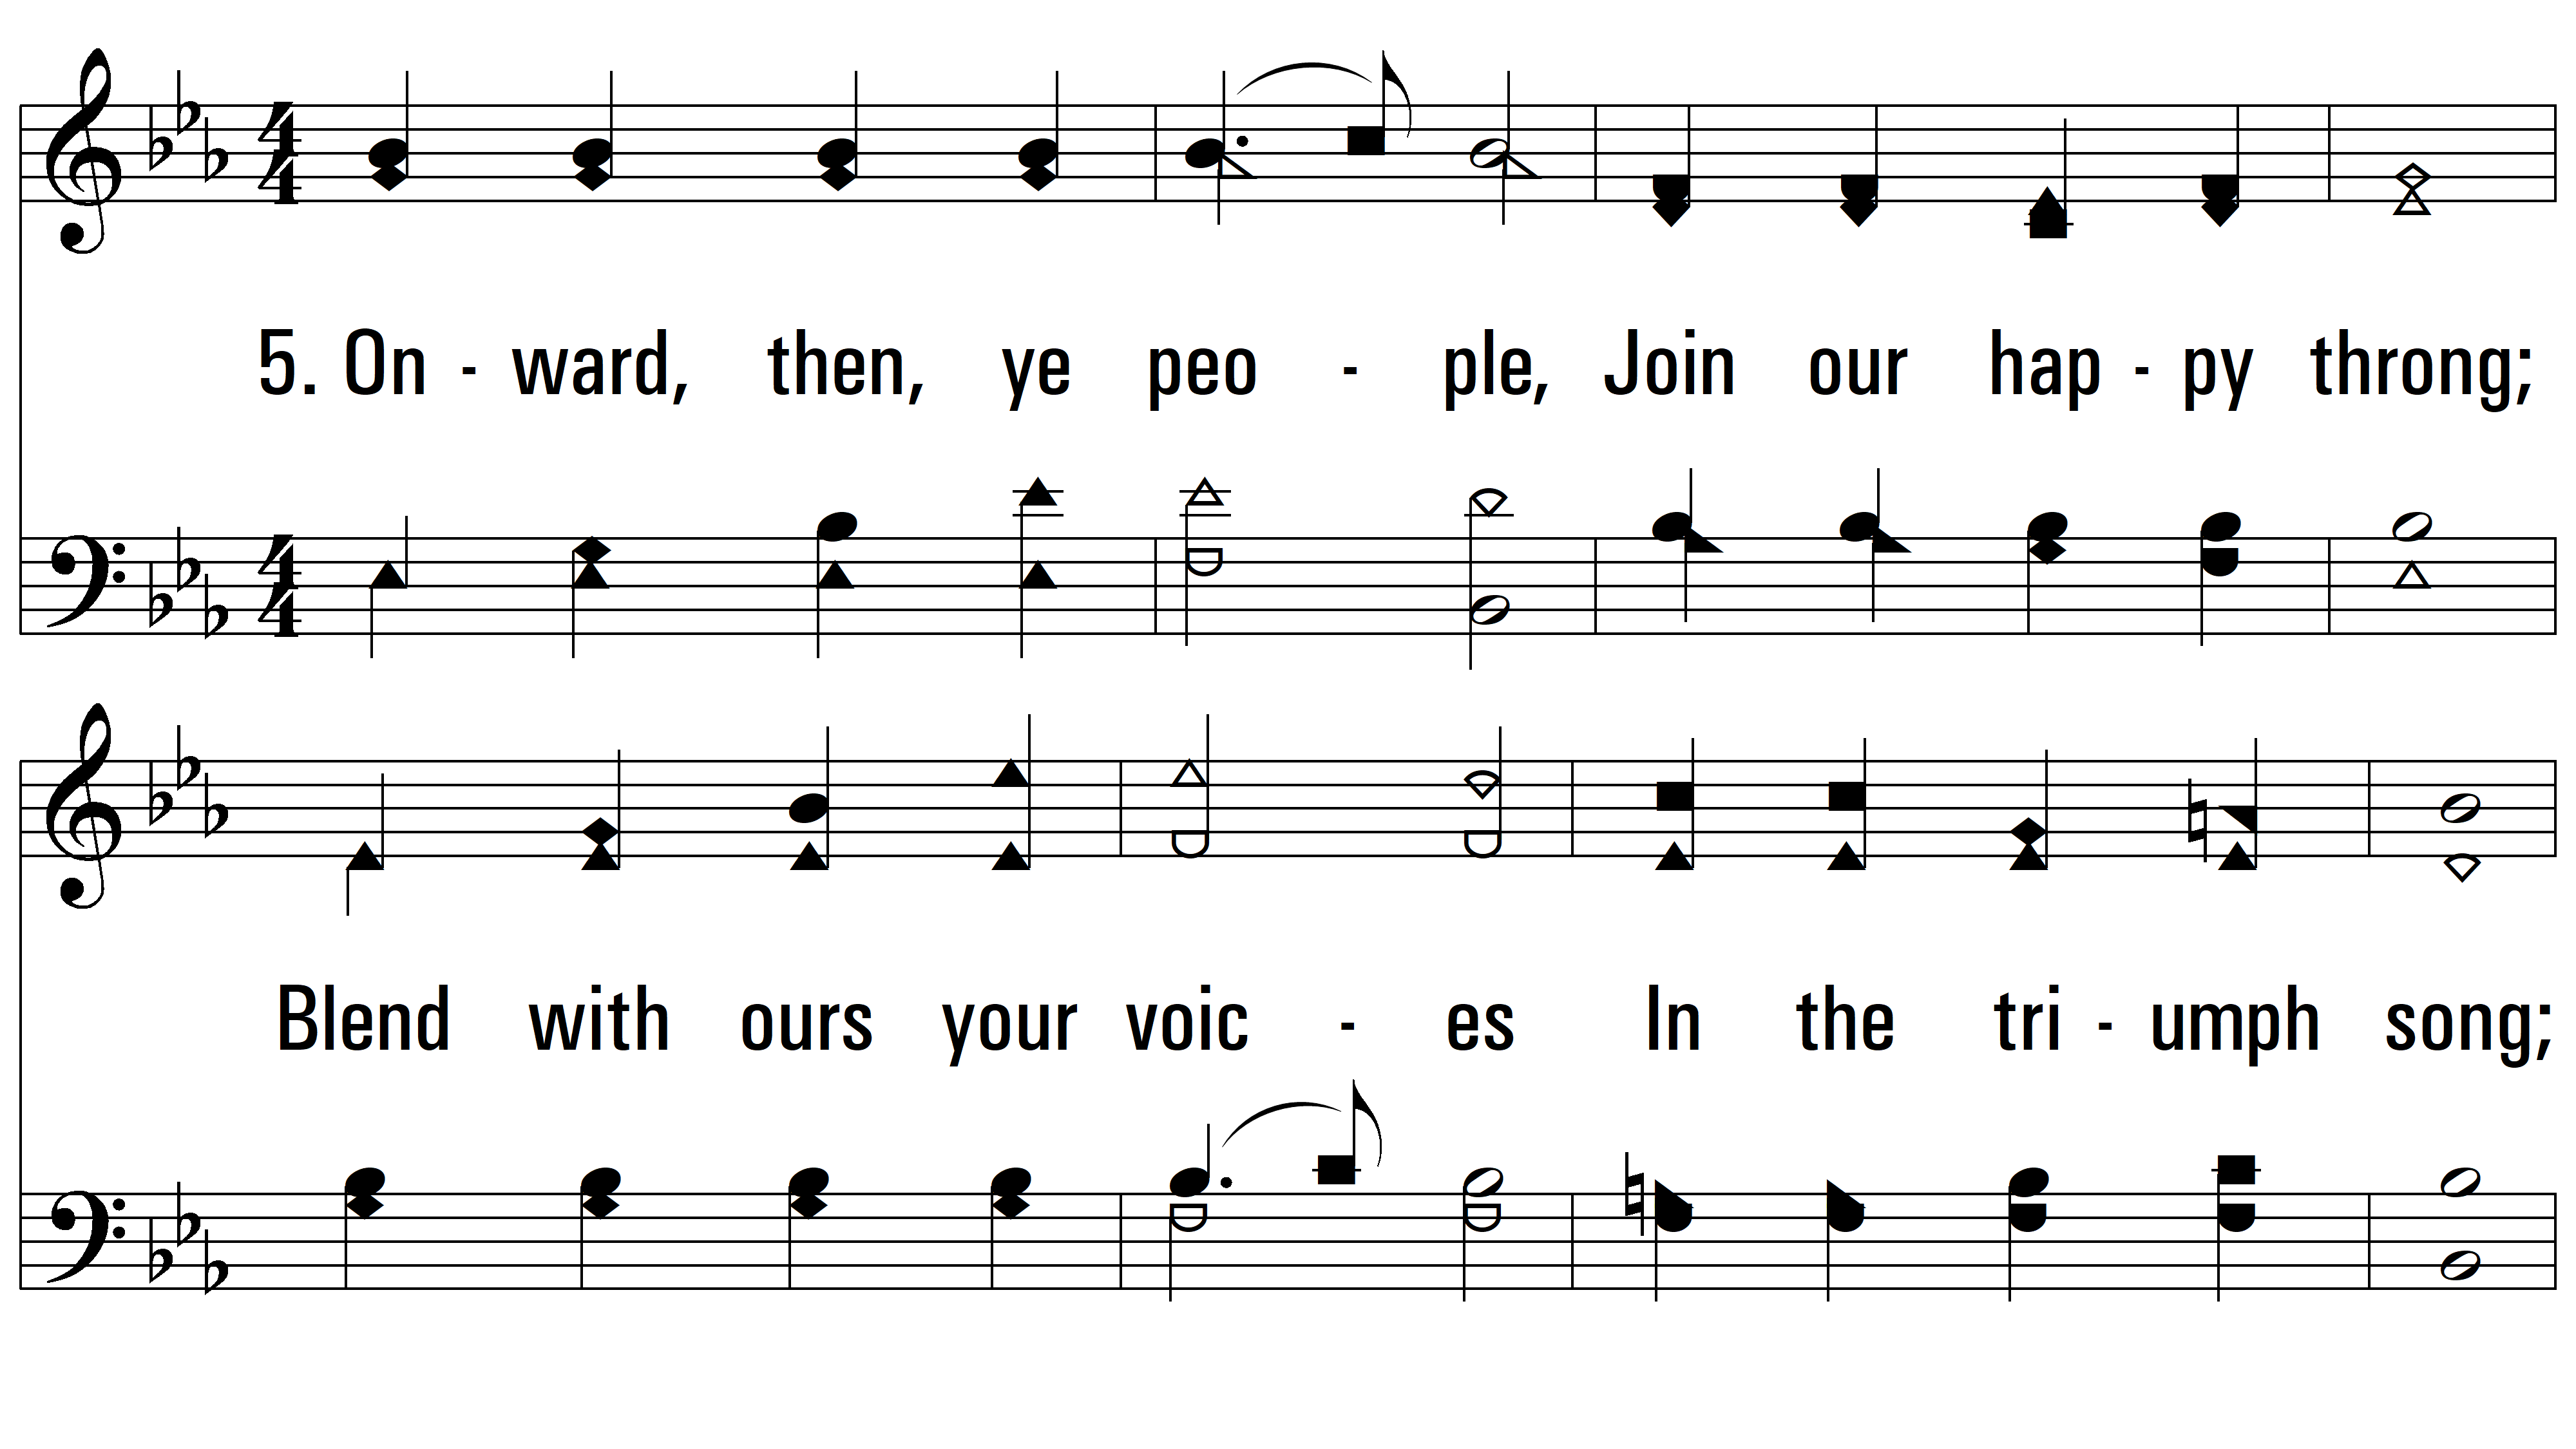 5. On - ward, then, ye peo - ple, Join our hap - py throng;
Blend with ours your voic - es In the tri - umph song;